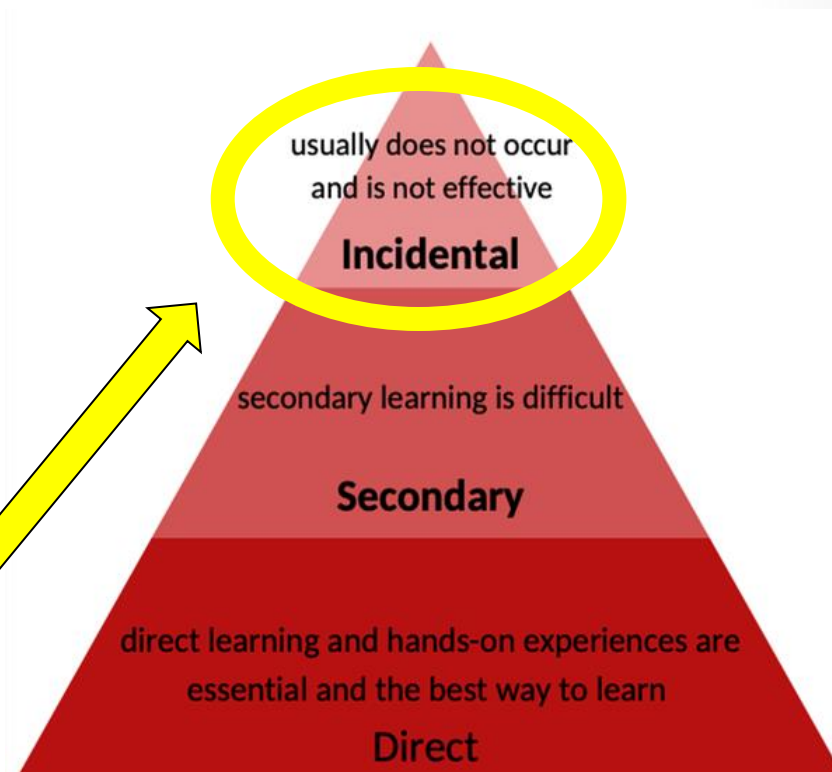 usually does not occur
and is not effective
Incidental
secondary learning is difficult
Secondary
direct learning and hands-on experiences are
essential and the best way to learn
Direct